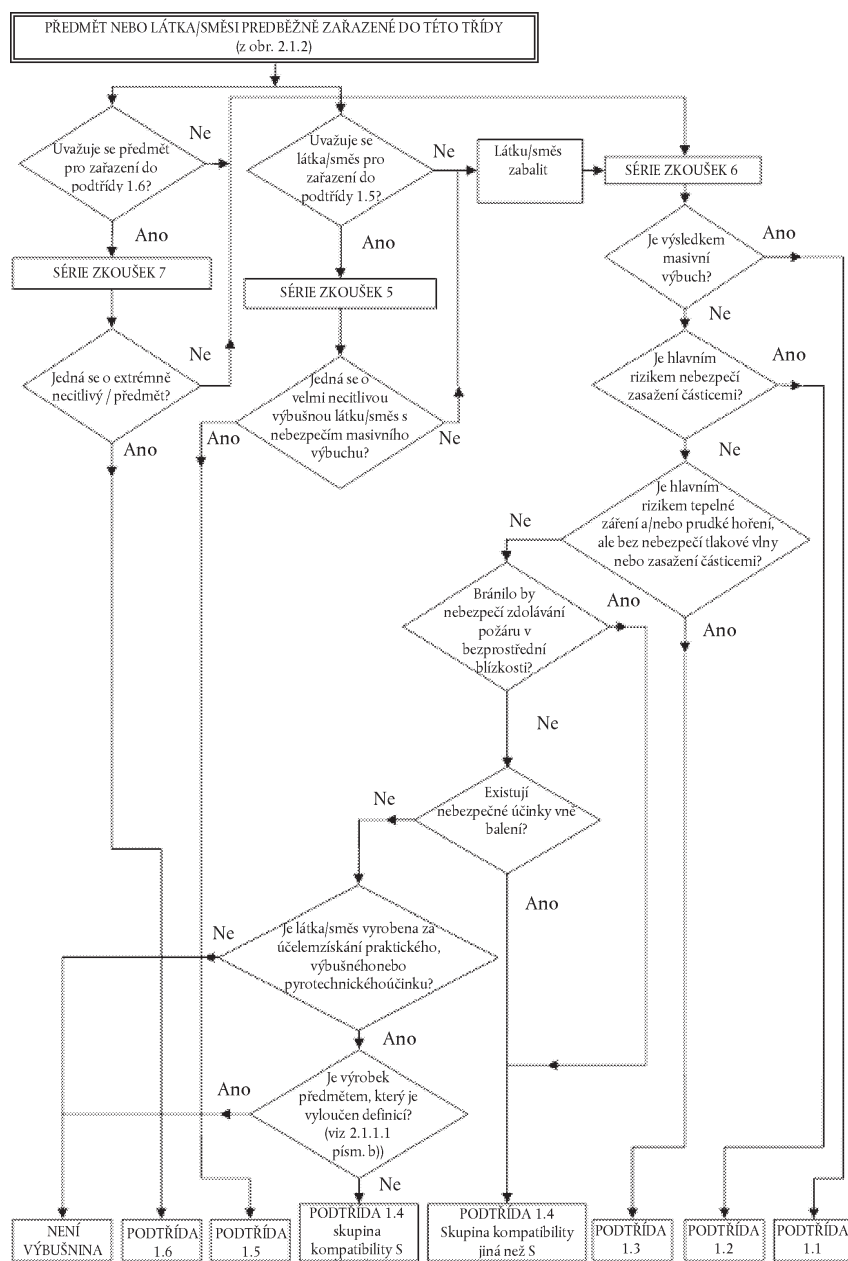 PŘEDMĚT NEBO LÁTKA/SMĚSI PREDBĚŽNĚ ZAŘAZENÉ DO TÉTO TŘÍDY
(z obr. 2.1.2)
Uvažuje se předmět
pro zařazení do
podtřídy 1.6?
Ne
Ano
Uvažuje se
látka/směs pro
zařazení do
podtřídy 1.5?
Ne
Ano
Látku/směs
zabalit
SÉRIE ZKOUŠEK 6
SÉRIE ZKOUŠEK 7
SÉRIE ZKOUŠEK 5
Je výsledkem
masivní
výbuch?
Ano
Ne
Jedná se o extrémně
necitlivý / předmět?
Ne
Ano
Jedná se o
velmi necitlivou
výbušnou látku/směs s
nebezpečím masivního
výbuchu?
Ano
Ne
Je hlavním
rizikem nebezpečí
zasažení částicemi?
Ano
Ne
Je hlavním
rizikem tepelné
záření a/nebo prudké hoření,
ale bez nebezpečí tlakové vlny
nebo zasažení částicemi?
Ne
Ano
Bránilo by
nebezpečí zdolávání
požáru v
bezprostřední
blízkosti?
Ano
Ne
Existují
nebezpečné účinky vně
balení?
Ne
Ano
Je látka/směs vyrobena za
účelemzískání praktického,
výbušnéhonebo
pyrotechnickéhoúčinku?
Ne
Ano
Je výrobek
předmětem, který je
vyloučen definicí?
(viz 2.1.1.1
písm. b))
Ano
Ne
NENÍ
VÝBUŠNINA
PODTŘÍDA
1.6
PODTŘÍDA
1.5
PODTŘÍDA 1.4
skupina
kompatibility S
PODTŘÍDA 1.4
Skupina kompatibility
jiná než S
PODTŘÍDA
1.3
PODTŘÍDA
1.2
PODTŘÍDA
1.1